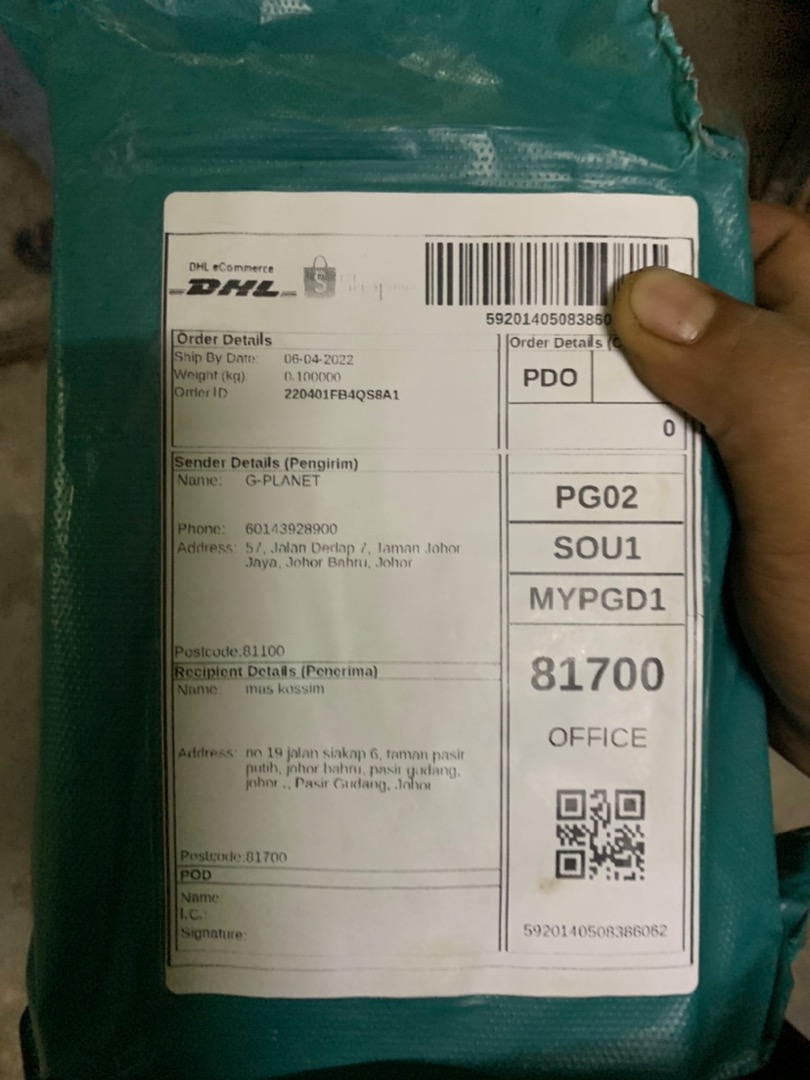 DHL eCommerce
DHL
S
59201405083860
Order Details
Ship By Date: 06-04-2022
Weight (kg): 0.100000
Order ID 220401FB4QS8A1
Order Details (
PDO
0
Sender Details (Pengirim)
Name: G-PLANET
Phone: 60143928900
Address: 57, Jalan Dedap 7, Taman Johor
Jaya, Johor Bahru, Johor
Postcode:81100
PG02
SOU1
MYPGD1
81700
OFFICE
Recipient Details (Penerima)
Name: mas kossim
Address: no 19 jalan siakap 6, taman pasir
putih, johor bahru, pasir gudang,
johor ., Pasir Gudang, Johor
Postcode:81700
POD
Name:
I.C.:
Signature:
5920140508386062